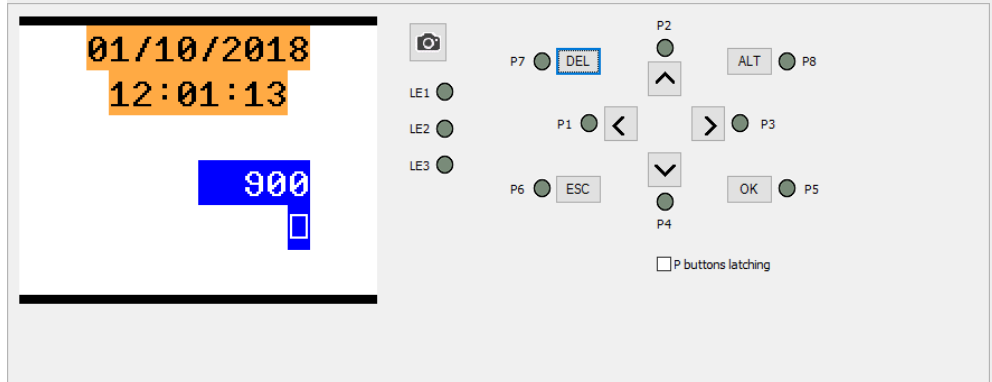 01/10/2018
12:01:13
900
LE1
LE2
LE3
P2
P7 DEL
ALT P8
P1
P3
P6 ESC
OK P5
P4
P buttons latching